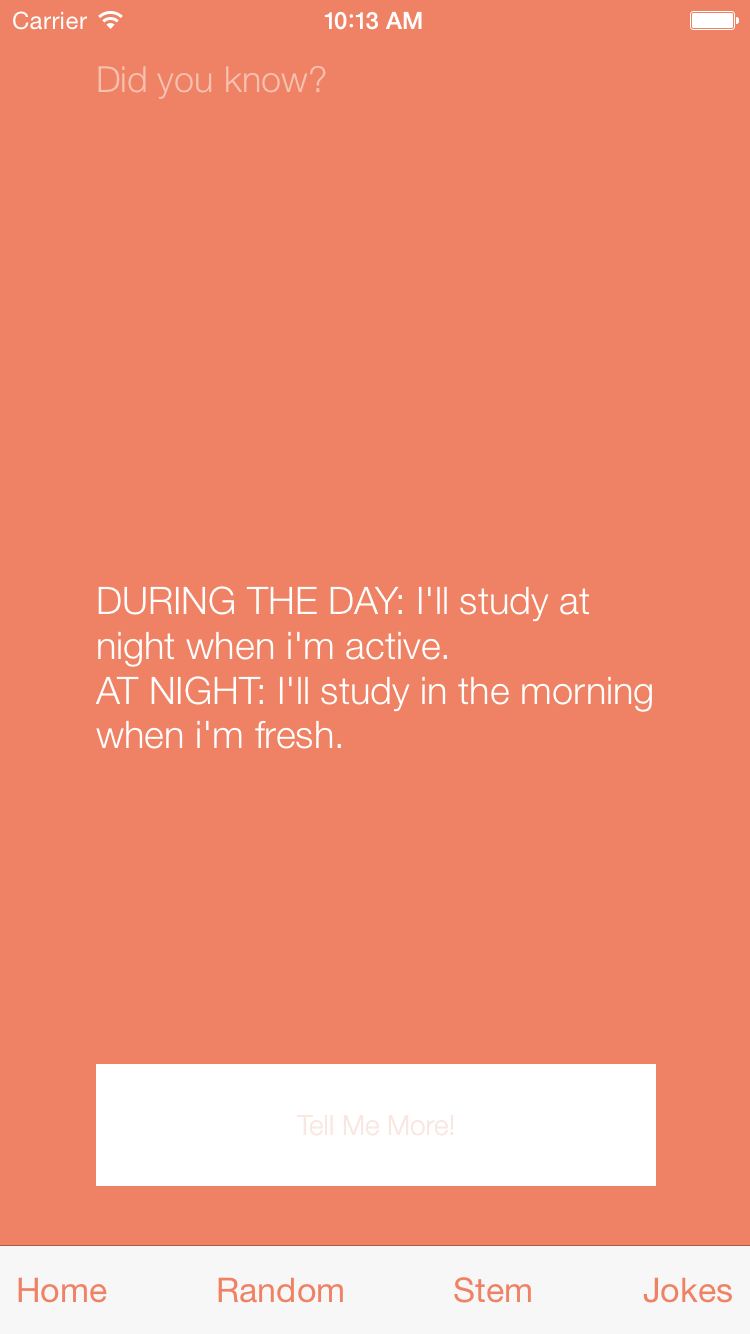 Carrier 10:13 AM
Did you know?
DURING THE DAY: I'll study at
night when i'm active.
AT NIGHT: I'll study in the morning
when i'm fresh.
Tell Me More!
Home Random Stem Jokes